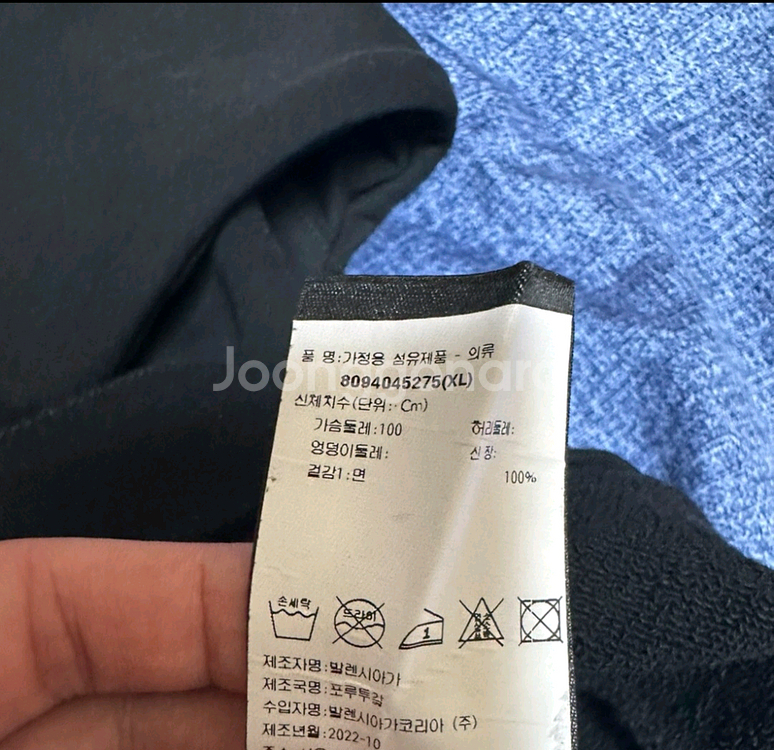 품 명:가정용 섬유제품 - 의류
Joongonara
8094045275(XL)
신체치수(단위: Cm)
가슴둘레:100 허리둘레:
엉덩이둘레: 신장:
겉감1:면 100%
손세탁
드라이
1
제조자명:발렌시아가
제조국명:포루투갈
수입자명:발렌시아가코리아 (주)
제조년월:2022-10